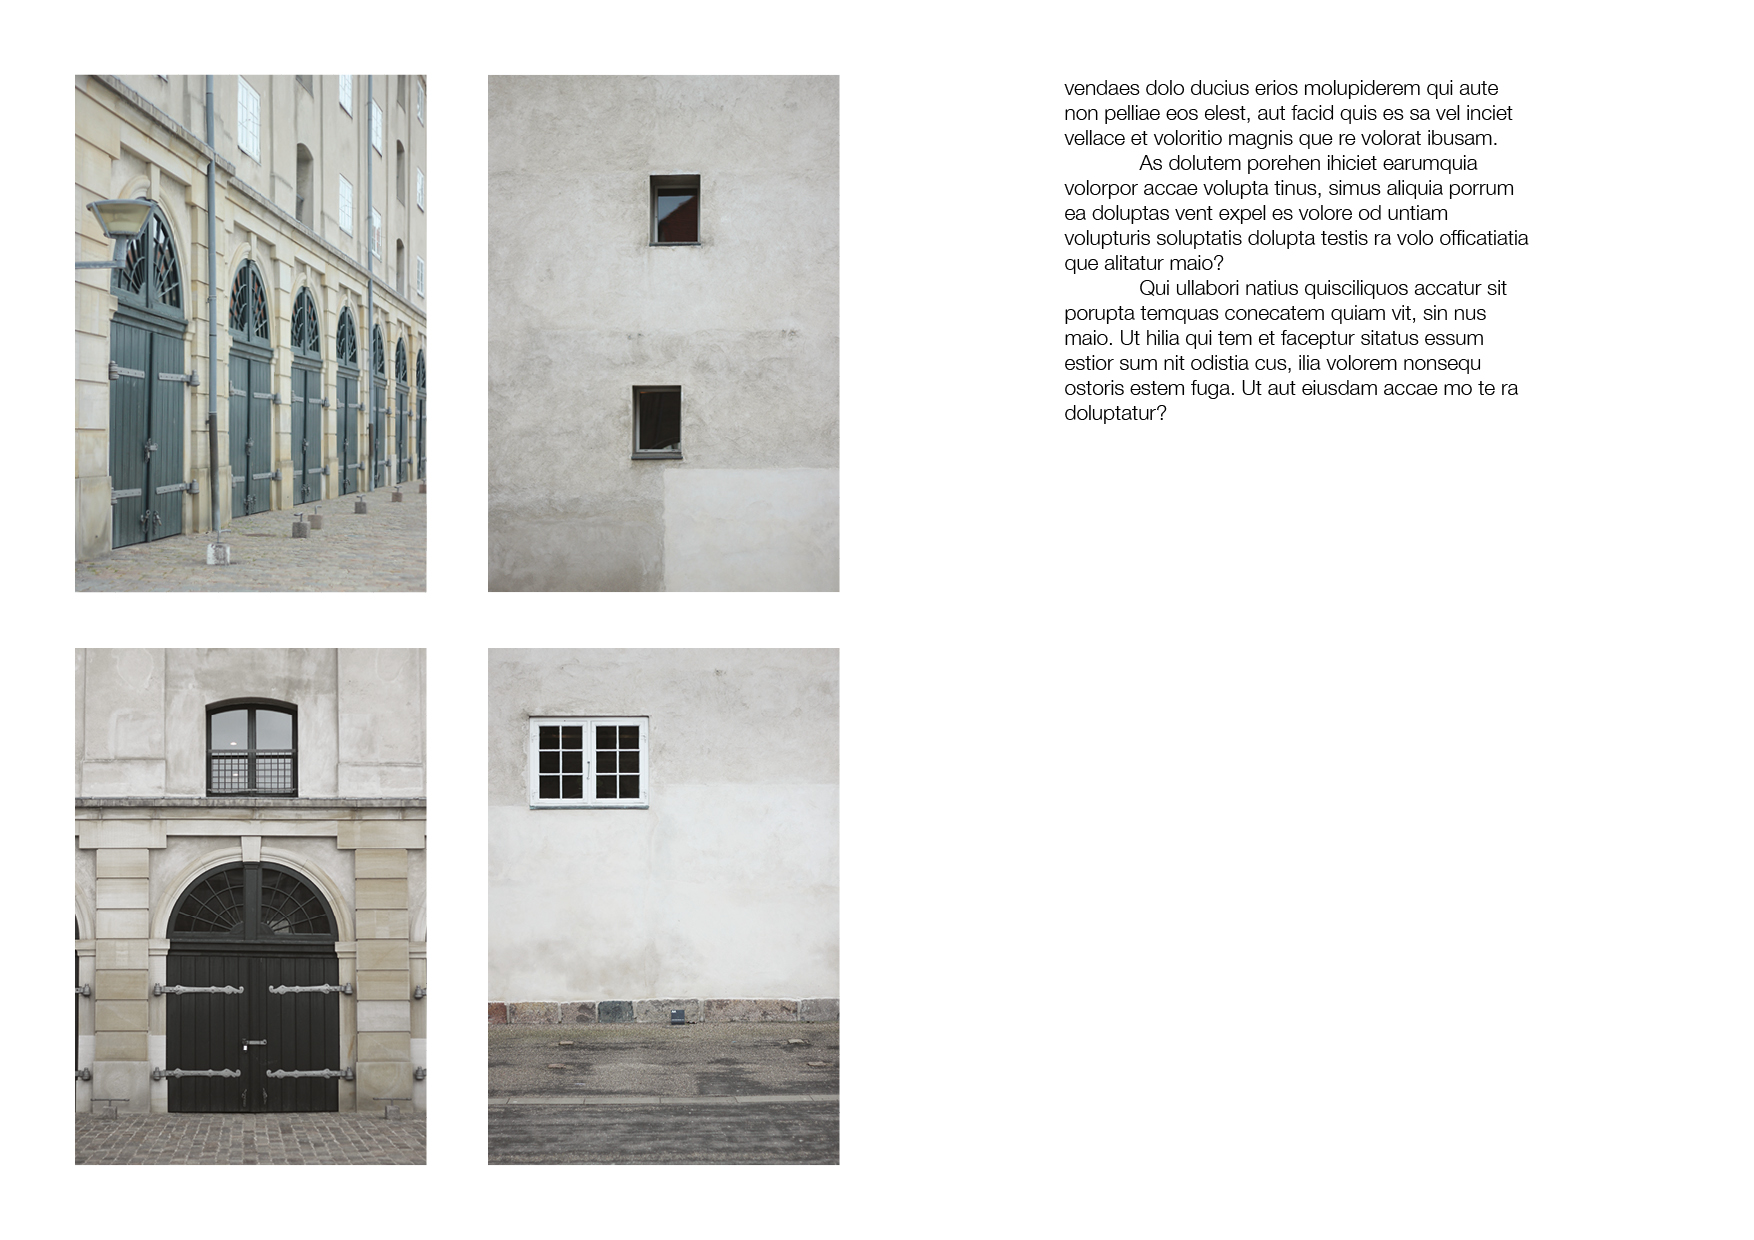 vendaes dolo ducius erios molupiderem qui aute
non pelliae eos elest, aut facid quis es sa vel inciet
vellace et voloritio magnis que re volorat ibusam.
As dolutem porehen ihiciet earumquia
volorpor accae volupta tinus, simus aliquia porrum
ea doluptas vent expel es volore od untiam
volupturis soluptatis dolupta testis ra volo officatiatia
que alitatur maio?
Qui ullabori natius quisciliquos accatur sit
porupta temquas conecatem quiam vit, sin nus
maio. Ut hilia qui tem et faceptur sitatus essum
estior sum nit odistia cus, ilia volorem nonsequ
ostoris estem fuga. Ut aut eiusdam accae mo te ra
doluptatur?